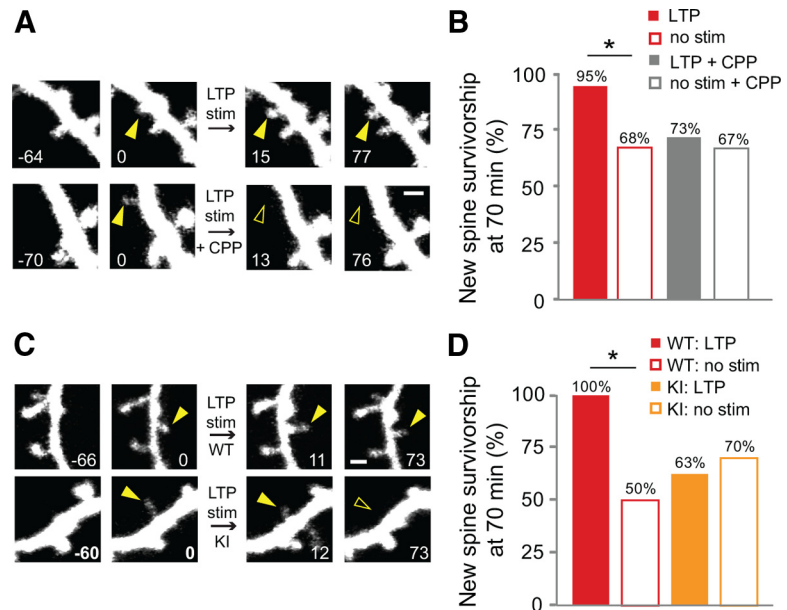 A
-64
0
LTP
stim
→
15
77
-70
0
LTP
stim
→
+ CPP
13
76
B
LTP
no stim
LTP + CPP
no stim + CPP
New spine survivorship
at 70 min (%)
100
75
50
25
0
*
95%
68%
73%
67%
C
-66
0
LTP
stim
→
WT
11
73
-60
0
LTP
stim
→
KI
12
73
D
WT: LTP
WT: no stim
KI: LTP
KI: no stim
New spine survivorship
at 70 min (%)
100
75
50
25
0
*
100%
50%
63%
70%